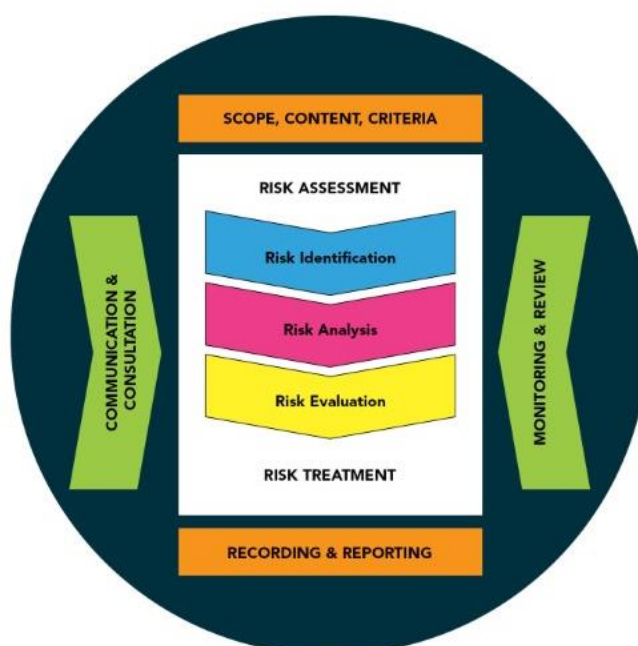 SCOPE, CONTENT, CRITERIA
RISK ASSESSMENT
Risk Identification
COMMUNICATION &
CONSULTATION
Risk Analysis
MONITORING & REVIEW
Risk Evaluation
RISK TREATMENT
RECORDING & REPORTING